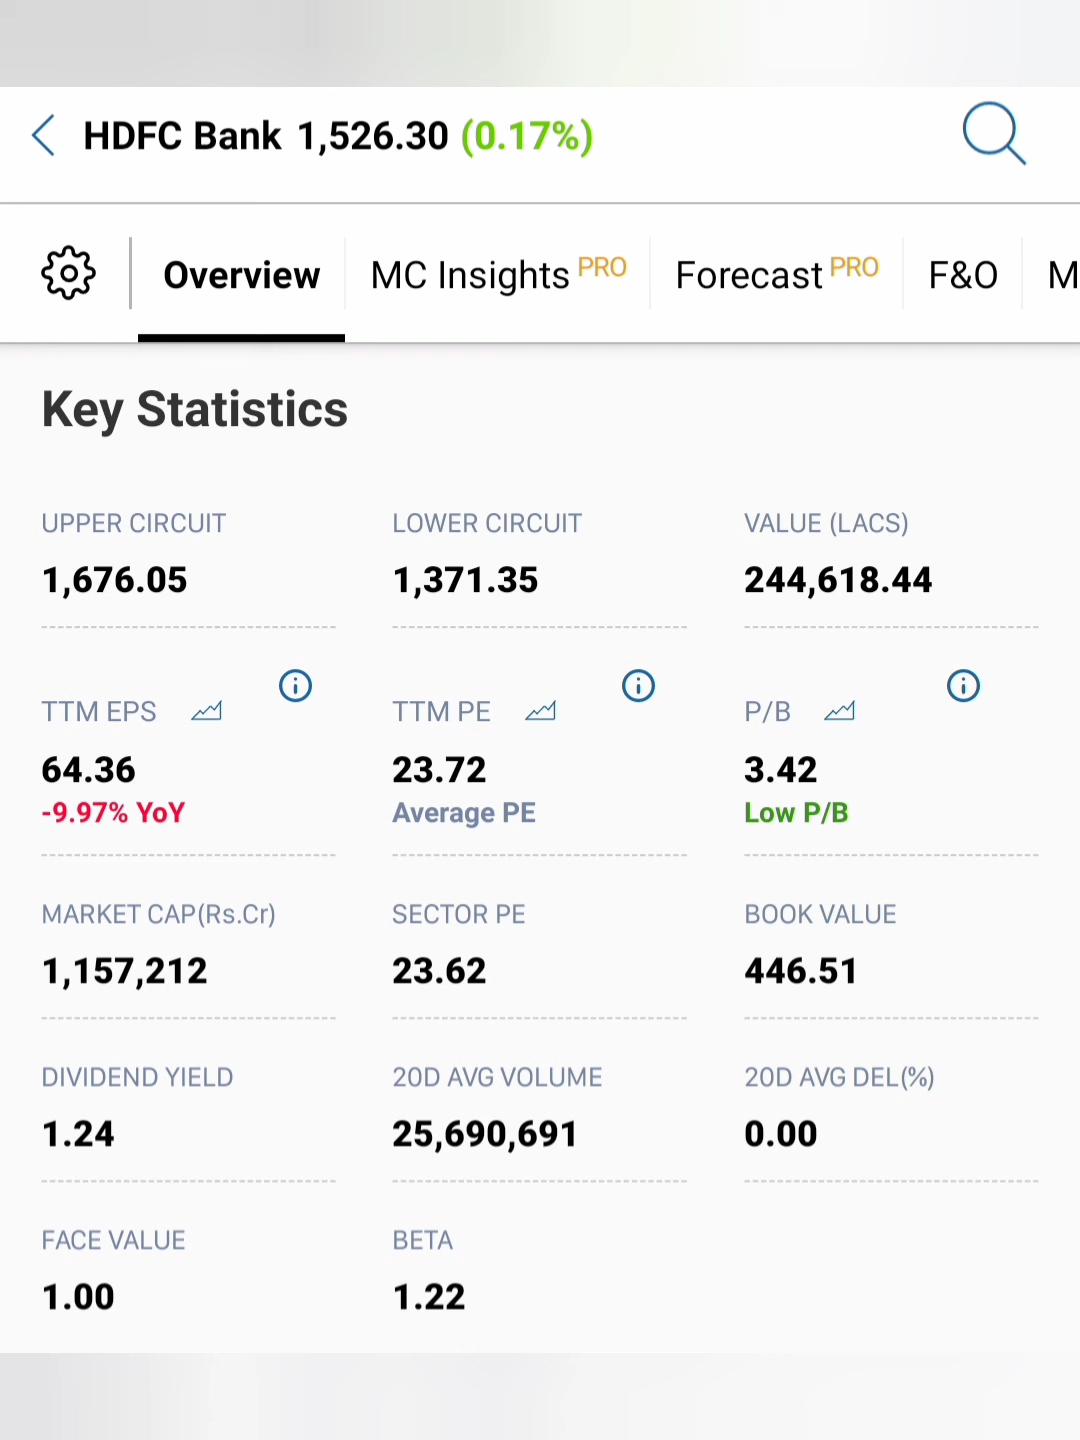 HDFC Bank 1,526.30 (0.17%)
Overview MC Insights PRO Forecast PRO F&O M
Key Statistics
UPPER CIRCUIT LOWER CIRCUIT VALUE (LACS)
1,676.05 1,371.35 244,618.44
TTM EPS TTM PE P/B
64.36 23.72 3.42
-9.97% YoY Average PE Low P/B
MARKET CAP(Rs.Cr) SECTOR PE BOOK VALUE
1,157,212 23.62 446.51
DIVIDEND YIELD 20D AVG VOLUME 20D AVG DEL(%)
1.24 25,690,691 0.00
FACE VALUE BETA
1.00 1.22